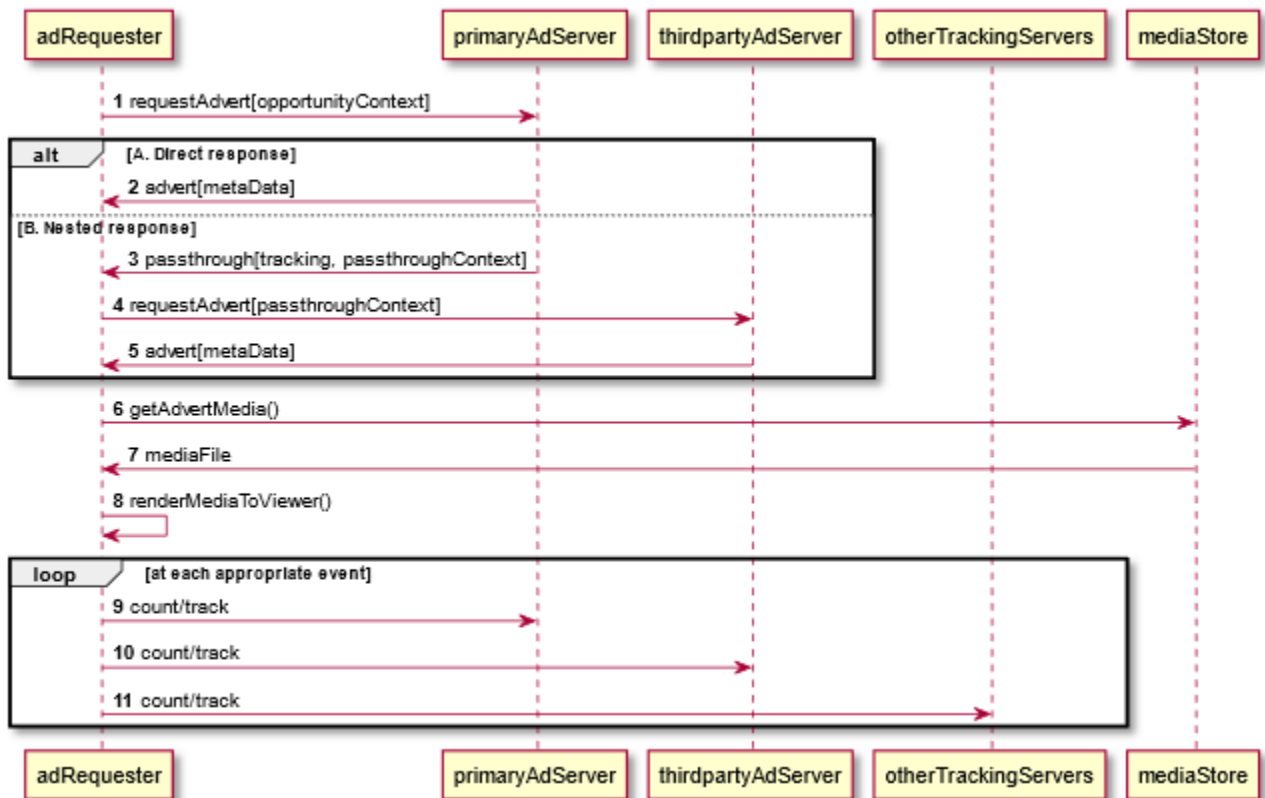 adRequester primaryAdServer thirdpartyAdServer otherTrackingServers mediaStore
1 requestAdvert[opportunityContext]
alt [A. Direct response]
2 advert[metaData]
[B. Nested response]
3 passthrough[tracking, passthroughContext]
4 requestAdvert[passthroughContext]
5 advert[metaData]
6 getAdvertMedia()
7 mediaFile
8 renderMediaToViewer()
loop [at each appropriate event]
9 count/track
10 count/track
11 count/track
adRequester primaryAdServer thirdpartyAdServer otherTrackingServers mediaStore